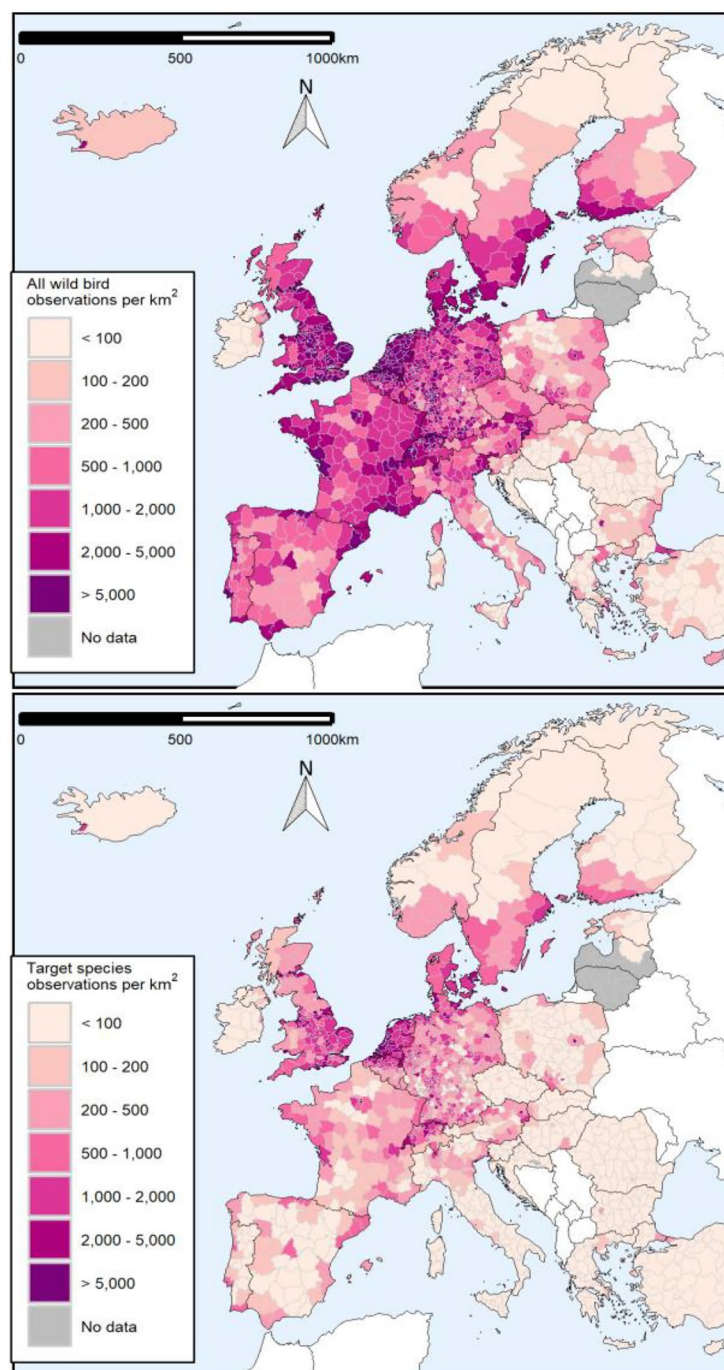 0 500 1000km
N
All wild bird
observations per km2
< 100
100 - 200
200 - 500
500 - 1,000
1,000 - 2,000
2,000 - 5,000
> 5,000
No data
0 500 1000km
N
Target species
observations per km2
< 100
100 - 200
200 - 500
500 - 1,000
1,000 - 2,000
2,000 - 5,000
> 5,000
No data